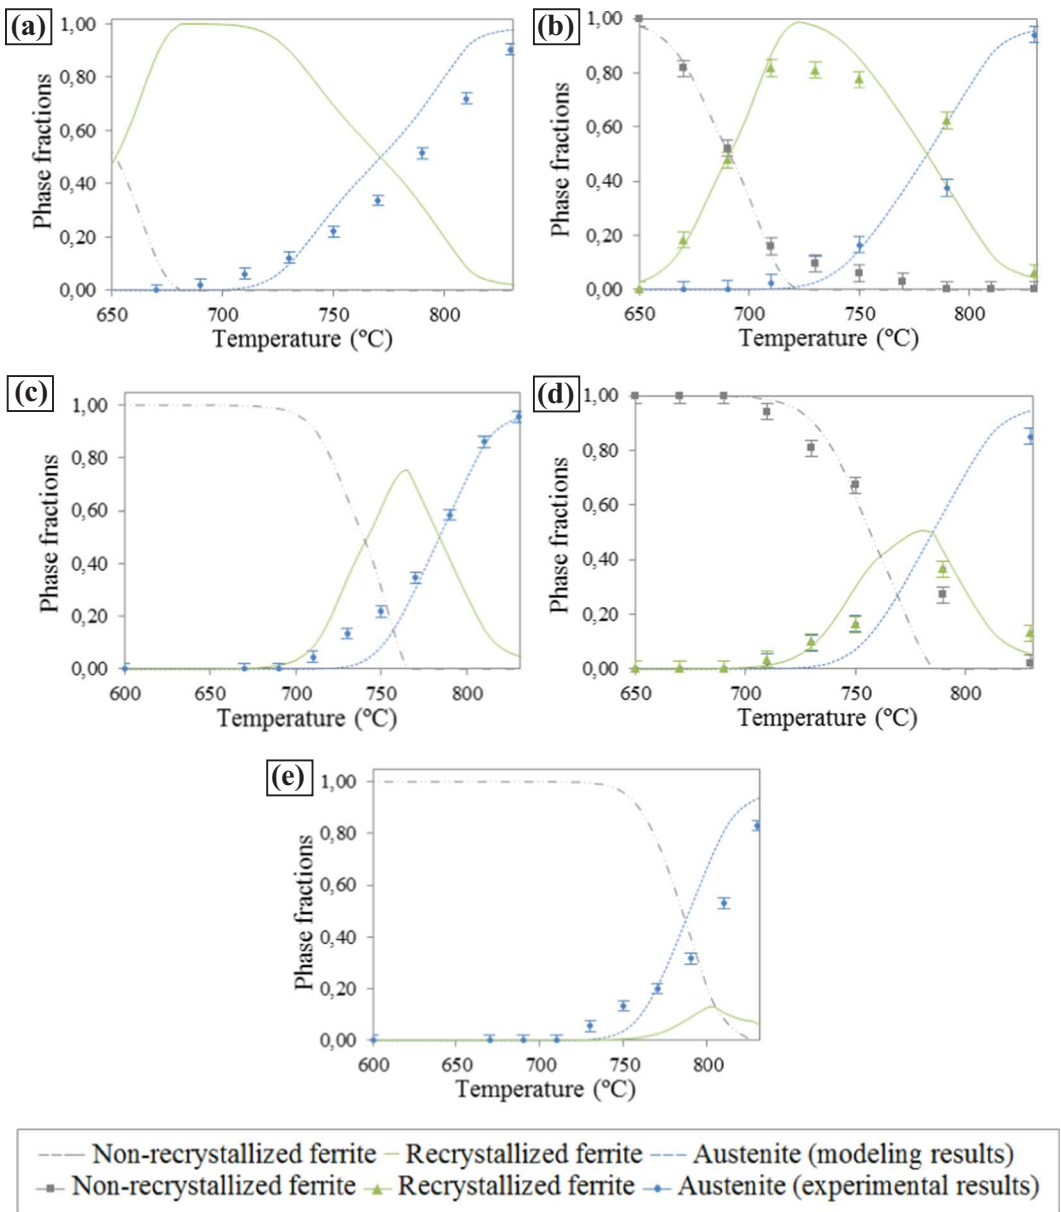 (a)
1,00
0,80
0,60
0,40
0,20
0,00
Phase fractions
650 700 750 800
Temperature (ºC)
(b)
1,00
0,80
0,60
0,40
0,20
0,00
Phase fractions
650 700 750 800
Temperature (ºC)
(c)
1,00
0,80
0,60
0,40
0,20
0,00
Phase fractions
600 650 700 750 800
Temperature (ºC)
(d)
1,00
0,80
0,60
0,40
0,20
0,00
Phase fractions
650 700 750 800
Temperature (ºC)
(e)
1,00
0,80
0,60
0,40
0,20
0,00
Phase fractions
600 650 700 750 800
Temperature (ºC)
Non-recrystallized ferrite Recrystallized ferrite Austenite (modeling results)
Non-recrystallized ferrite Recrystallized ferrite Austenite (experimental results)